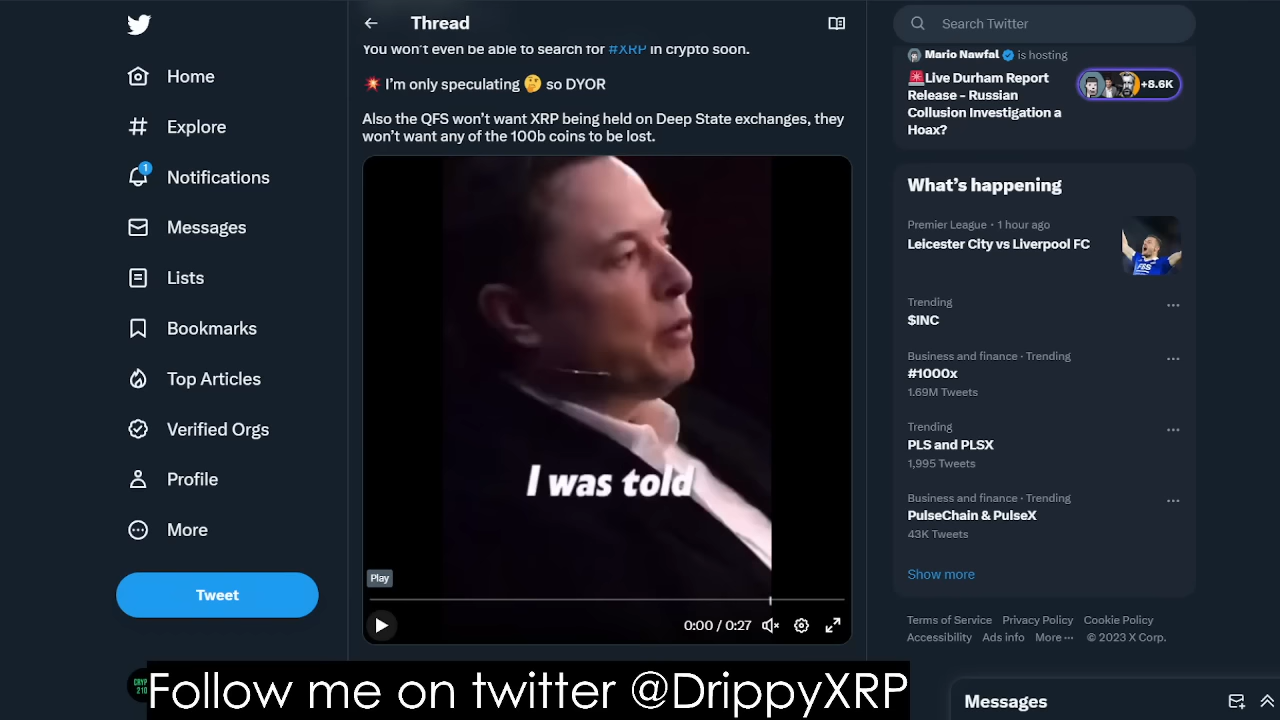 Thread
Search Twitter
Home
Explore
1
Notifications
Messages
Lists
Bookmarks
Top Articles
Verified Orgs
Profile
More
Tweet
You won't even be able to search for #XRP in crypto soon.
💥 I'm only speculating 🤔 so DYOR
Also the QFS won't want XRP being held on Deep State exchanges, they
won't want any of the 100b coins to be lost.
I was told
Play
0:00 / 0:27
Mario Nawfal is hosting
🚨Live Durham Report
Release - Russian
Collusion Investigation a
Hoax?
+8.6K
What's happening
Premier League · 1 hour ago
Leicester City vs Liverpool FC
Trending
$INC
Business and finance · Trending
#1000x
1.69M Tweets
Trending
PLS and PLSX
1,995 Tweets
Business and finance · Trending
PulseChain & PulseX
43K Tweets
Show more
Terms of Service Privacy Policy Cookie Policy
Accessibility Ads info More ··· © 2023 X Corp.
Follow me on twitter @DrippyXRP
Messages